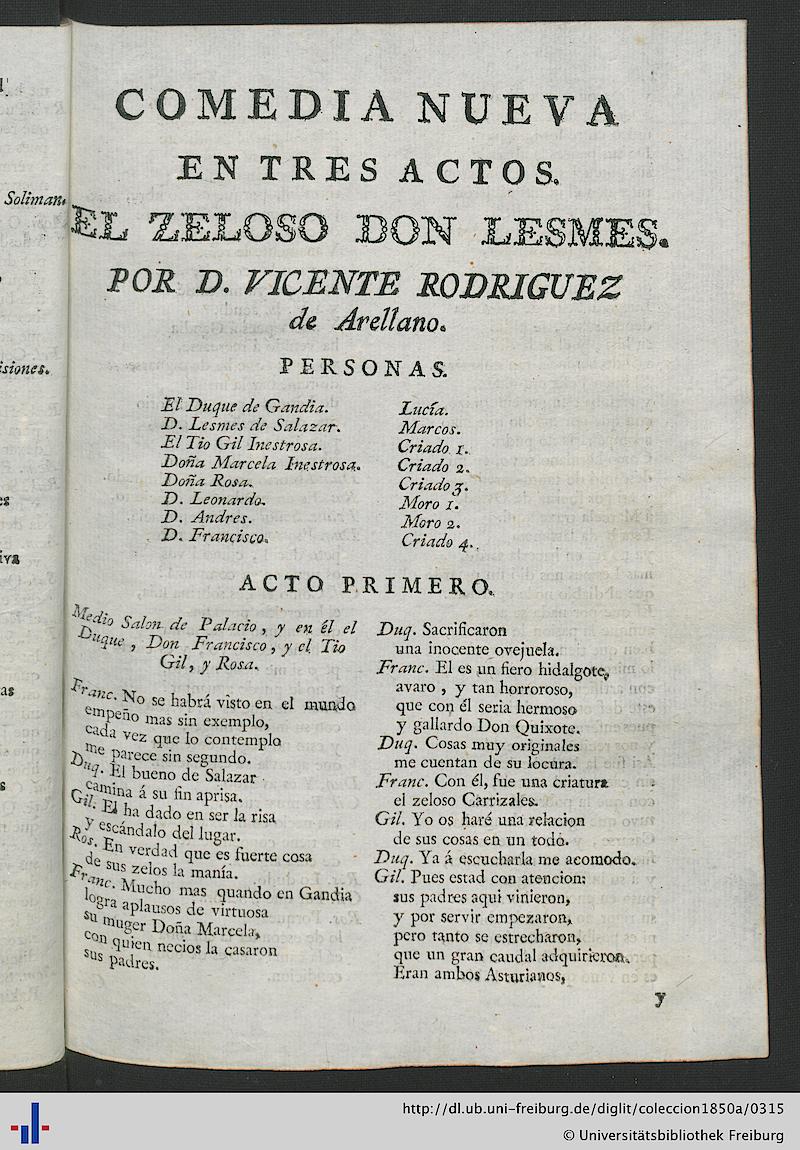 Soliman.
isiones.
es
iva
as
s
COMEDIA NUEVA
EN TRES ACTOS.
EL ZELOSO DON LESMES.
POR D. VICENTE RODRIGUEZ
de Arellano.
PERSONAS.
El Duque de Gandia.
D. Lesmes de Salazar.
El Tio Gil Inestrosa.
Doña Marcela Inestrosa.
Doña Rosa.
D. Leonardo.
D. Andres.
D. Francisco.
Lucía.
Marcos.
Criado 1.
Criado 2.
Criado 3.
Moro 1.
Moro 2.
Criado 4.
ACTO PRIMERO.
Medio Salon de Palacio, y en él el
Duque, Don Francisco, y el Tio
Gil, y Rosa.
Franc. No se habrá visto en el mundo
empeño mas sin exemplo,
cada vez que lo contemplo
me parece sin segundo.
Duq. El bueno de Salazar
camina á su fin aprisa.
Gil. El ha dado en ser la risa
y escándalo del lugar.
Ros. En verdad que es fuerte cosa
de sus zelos la manía.
Franc. Mucho mas quando en Gandia
logra aplausos de virtuosa
su muger Doña Marcela,
con quien necios la casaron
sus padres.
Duq. Sacrificaron
una inocente ovejuela.
Franc. El es un fiero hidalgote,
avaro, y tan horroroso,
que con él seria hermoso
y gallardo Don Quixote.
Duq. Cosas muy originales
me cuentan de su locura.
Franc. Con él, fue una criatura
el zeloso Carrizales.
Gil. Yo os haré una relacion
de sus cosas en un todo.
Duq. Ya á escucharla me acomodo.
Gil. Pues estad con atencion:
sus padres aqui vinieron,
y por servir empezaron,
pero tanto se estrecharon,
que un gran caudal adquirieron.
Eran ambos Asturianos,
y
http://dl.ub.uni-freiburg.de/diglit/coleccion1850a/0315
© Universitätsbibliothek Freiburg